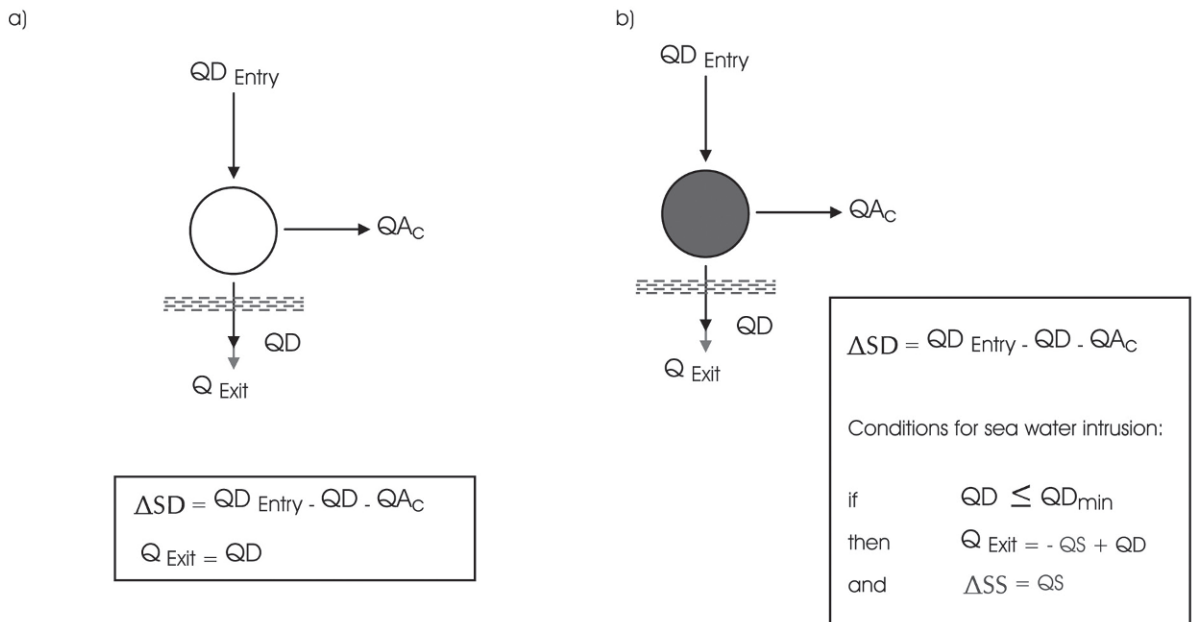 a)
QD Entry
QAC
QD
Q Exit
ΔSD = QD Entry - QD - QAC
Q Exit = QD
b)
QD Entry
QAC
QD
Q Exit
ΔSD = QD Entry - QD - QAC
Conditions for sea water intrusion:
if QD ≤ QDmin
then Q Exit = - QS + QD
and ΔSS = QS